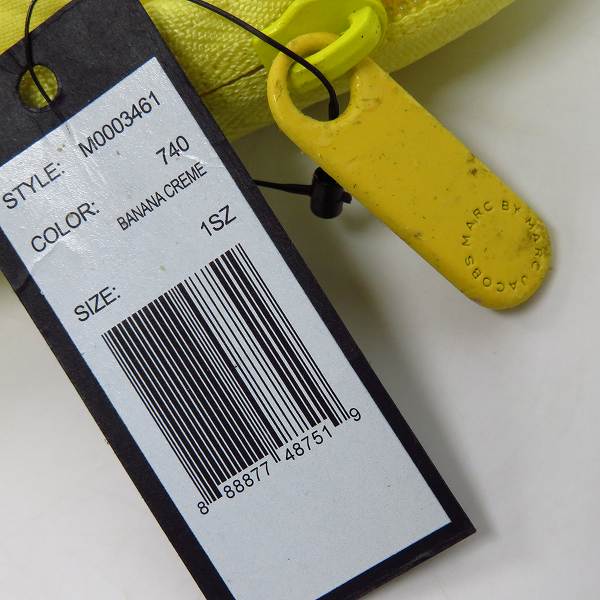 STYLE: M0003461
COLOR: 740
BANANA CREME
SIZE: 1SZ
8 88877 48751 9
MARC BY MARC JACOBS